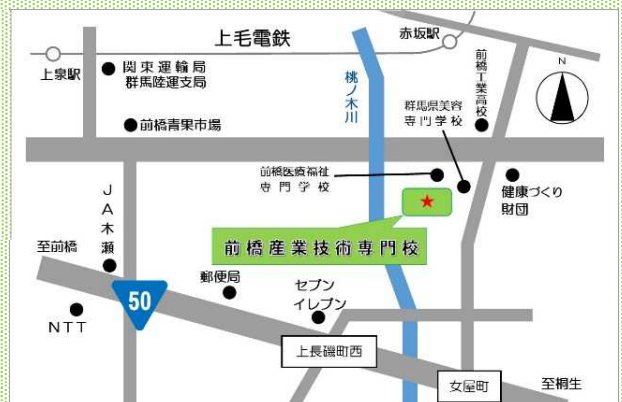 上毛電鉄
赤坂駅
上泉駅
関東運輸局
群馬陸運支局
前橋工業高校
N
桃ノ木川
群馬県美容
専門学校
前橋青果市場
前橋医療福祉
専門学校
健康づくり
財団
JA木瀬
至前橋
前橋産業技術専門校
50
郵便局
セブン
イレブン
NTT
上長磯町西
女屋町
至桐生